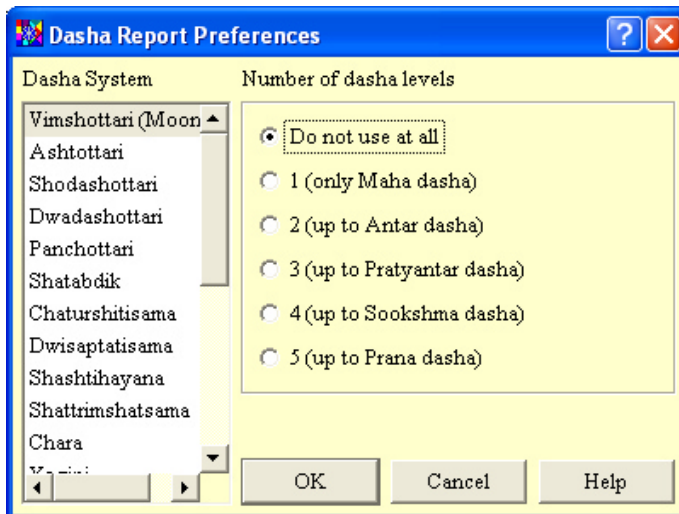 Dasha Report Preferences
Dasha System
Number of dasha levels
Vimshottari (Moon
Ashtottari
Shodashottari
Dwadashottari
Panchottari
Shatabdik
Chaturshitisama
Dwisaptatisama
Shashtihayana
Shattrimshatsama
Chara
Do not use at all
1 (only Maha dasha)
2 (up to Antar dasha)
3 (up to Pratyantar dasha)
4 (up to Sookshma dasha)
5 (up to Prana dasha)
OK
Cancel
Help